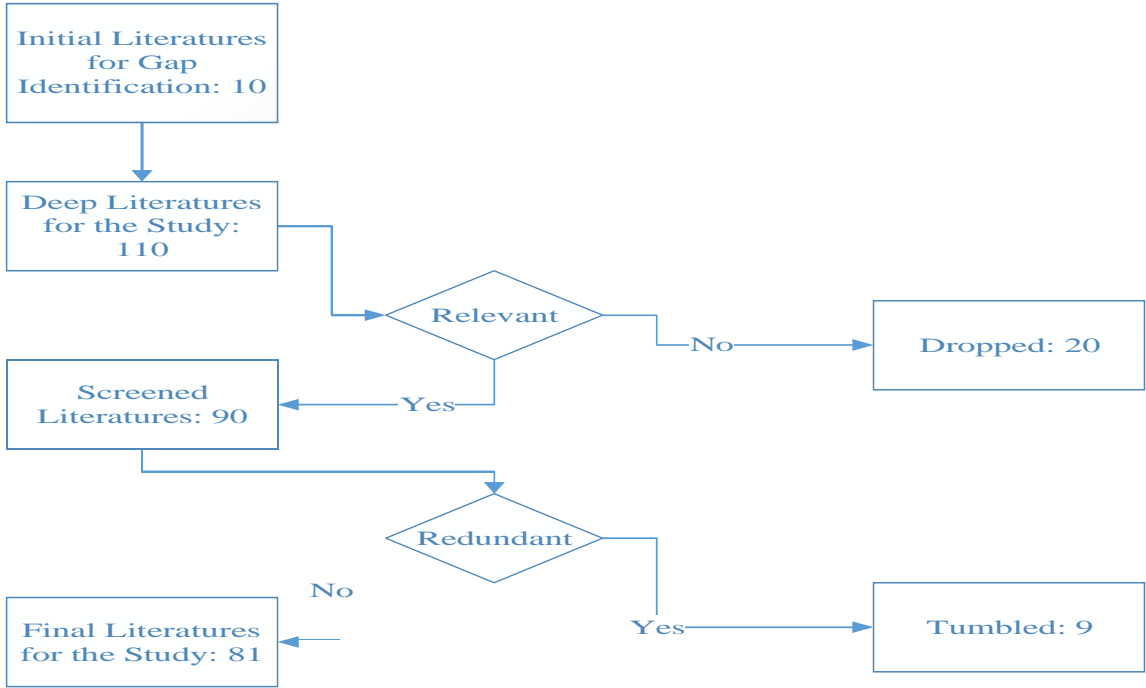 Initial Literatures
for Gap
Identification: 10
Deep Literatures
for the Study:
110
Relevant
No
Dropped: 20
Screened
Literatures: 90
Yes
Redundant
No
Final Literatures
for the Study: 81
Yes
Tumbled: 9